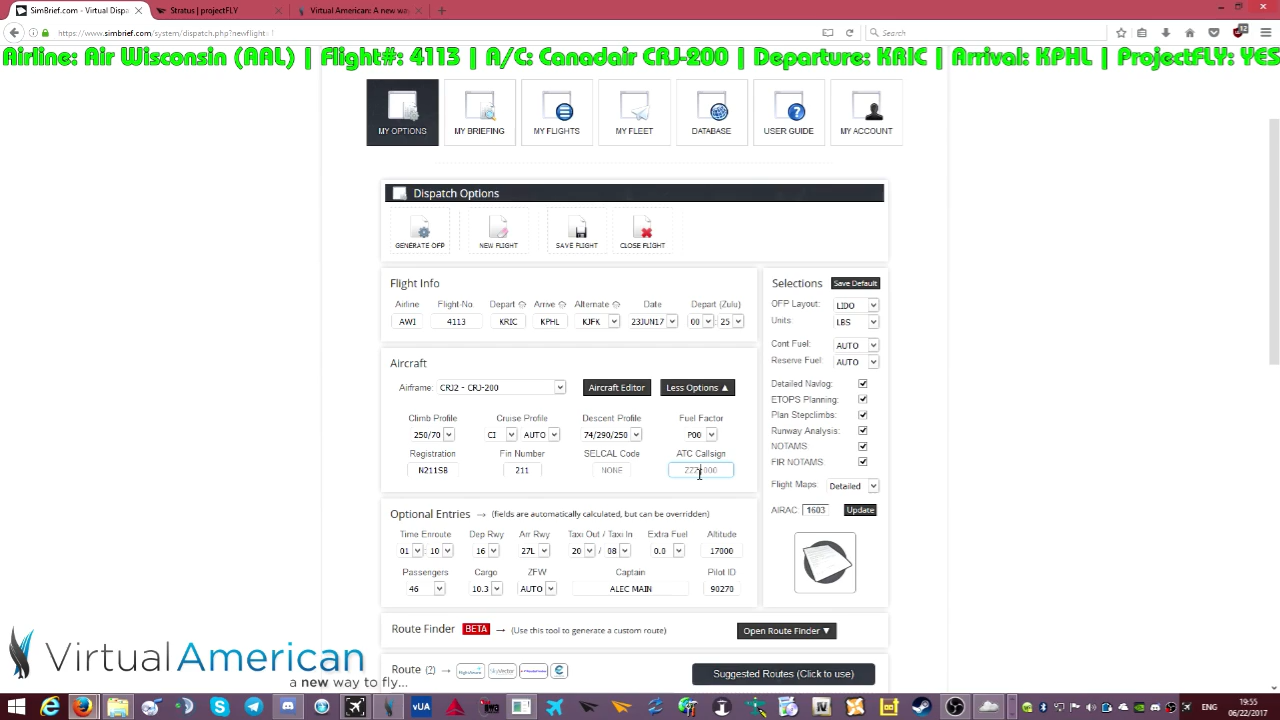 SimBrief.com - Virtual Dispa
Stratus | projectFLY
Virtual American: A new wa
https://www.simbrief.com/system/dispatch.php?newflight
Search
12
Airline: Air Wisconsin (AAL) | Flight#: 4113 | A/C: Canadair CRJ-200 | Departure: KRIC | Arrival: KPHL | ProjectFLY: YES
MY OPTIONS
MY BRIEFING
MY FLIGHTS
MY FLEET
DATABASE
USER GUIDE
MY ACCOUNT
Dispatch Options
GENERATE OFP
NEW FLIGHT
SAVE FLIGHT
CLOSE FLIGHT
Flight Info
Airline Flight-No Depart Arrive Alternate Date Depart (Zulu)
AWI 4113 KRIC KPHL KJFK 23JUN17 00 25
Aircraft
Airframe: CRJ2 - CRJ-200 Aircraft Editor Less Options ▲
Climb Profile Cruise Profile Descent Profile Fuel Factor
250/70 CI AUTO 74/290/250 P00
Registration Fin Number SELCAL Code ATC Callsign
N211SB 211 NONE
Optional Entries → (fields are automatically calculated, but can be overridden)
Time Enroute Dep Rwy Arr Rwy Taxi Out / Taxi In Extra Fuel Altitude
01 : 10 16 27L 20 / 08 0.0 17000
Passengers Cargo ZFW Captain Pilot ID
46 10.3 AUTO ALEC MAIN 90270
Route Finder BETA → (Use this tool to generate a custom route) Open Route Finder ▼
Route (?) → Suggested Routes (Click to use)
Selections Save Default
OFP Layout: LIDO
Units: LBS
Cont Fuel: AUTO
Reserve Fuel: AUTO
Detailed Navlog:
ETOPS Planning:
Plan Stepclimbs:
Runway Analysis:
NOTAMS:
FIR NOTAMS:
Flight Maps: Detailed
AIRAC 1603 Update
VirtualAmerican
a new way to fly...
vUA
ENG
19:55
06/22/2017